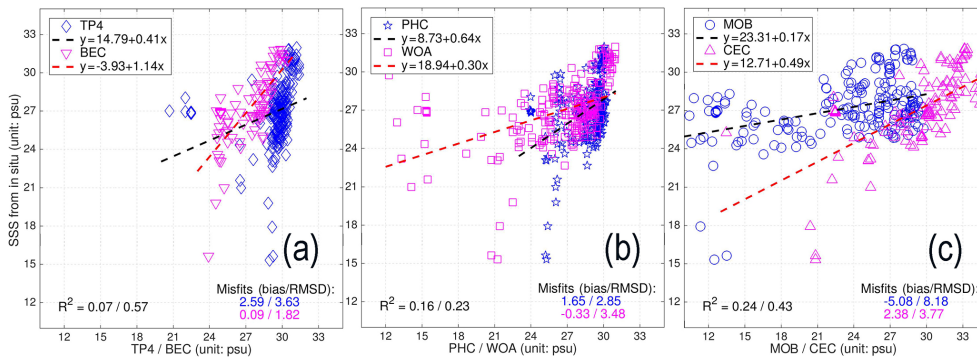 SSS from in situ (unit: psu)
33
30
27
24
21
18
15
12
TP4
y=14.79+0.41x
BEC
y=-3.93+1.14x
(a)
Misfits (bias/RMSD):
2.59 / 3.63
0.09 / 1.82
R² = 0.07 / 0.57
12 15 18 21 24 27 30 33
TP4 / BEC (unit: psu)
33
30
27
24
21
18
15
12
PHC
y=8.73+0.64x
WOA
y=18.94+0.30x
(b)
Misfits (bias/RMSD):
1.65 / 2.85
-0.33 / 3.48
R² = 0.16 / 0.23
12 15 18 21 24 27 30 33
PHC / WOA (unit: psu)
33
30
27
24
21
18
15
12
MOB
y=23.31+0.17x
CEC
y=12.71+0.49x
(c)
Misfits (bias/RMSD):
-5.08 / 8.18
2.38 / 3.77
R² = 0.24 / 0.43
12 15 18 21 24 27 30 33
MOB / CEC (unit: psu)